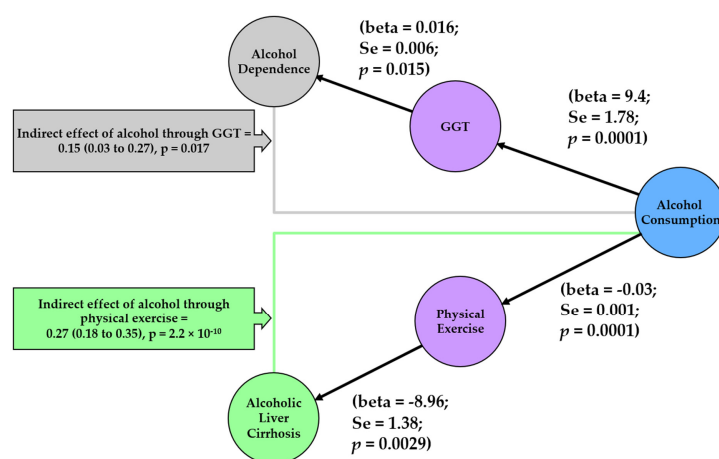 (beta = 0.016;
Se = 0.006;
p = 0.015)
Alcohol
Dependence
(beta = 9.4;
Se = 1.78;
p = 0.0001)
GGT
Indirect effect of alcohol through GGT =
0.15 (0.03 to 0.27), p = 0.017
Alcohol
Consumption
Indirect effect of alcohol through
physical exercise =
0.27 (0.18 to 0.35), p = 2.2 × 10⁻¹⁰
Physical
Exercise
(beta = -0.03;
Se = 0.001;
p = 0.0001)
Alcoholic
Liver
Cirrhosis
(beta = -8.96;
Se = 1.38;
p = 0.0029)